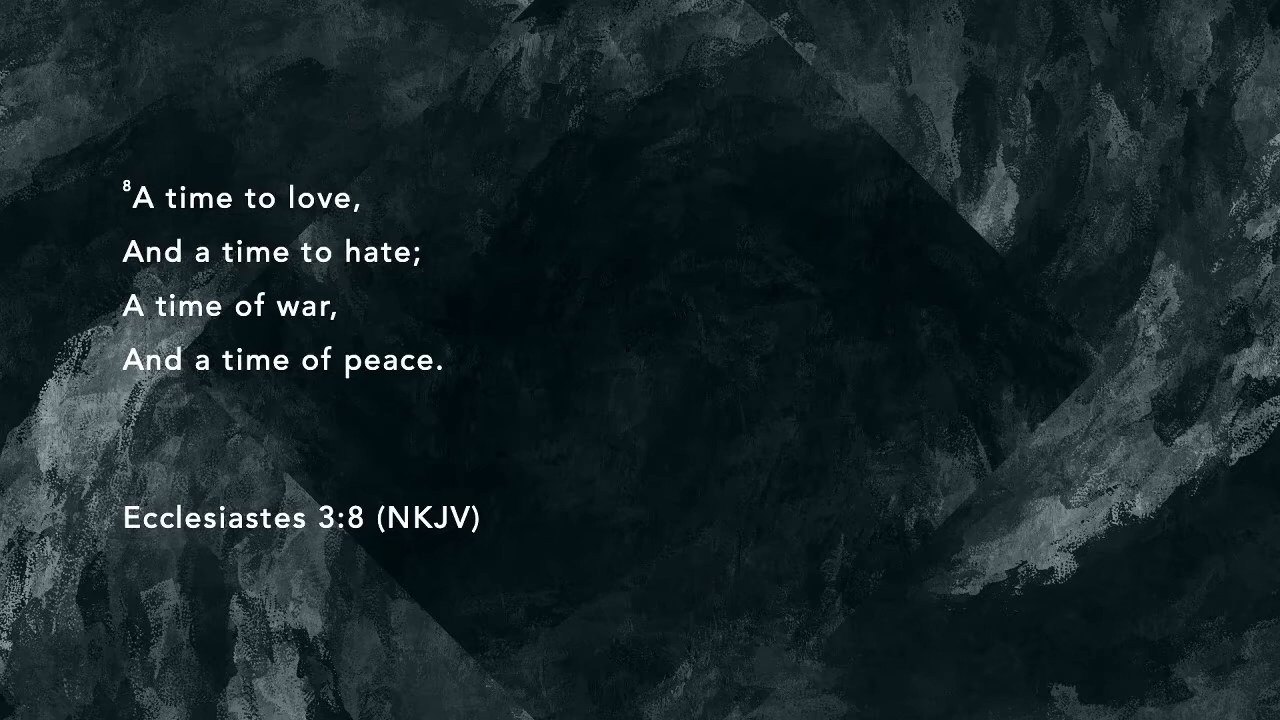 ⁸A time to love,
And a time to hate;
A time of war,
And a time of peace.
Ecclesiastes 3:8 (NKJV)